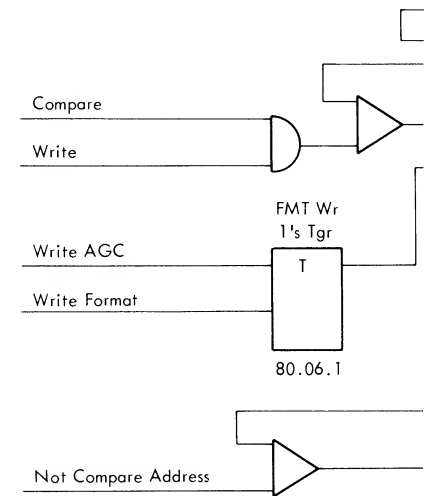 Compare
Write
FMT Wr
1's Tgr
Write AGC
T
Write Format
80.06.1
Not Compare Address